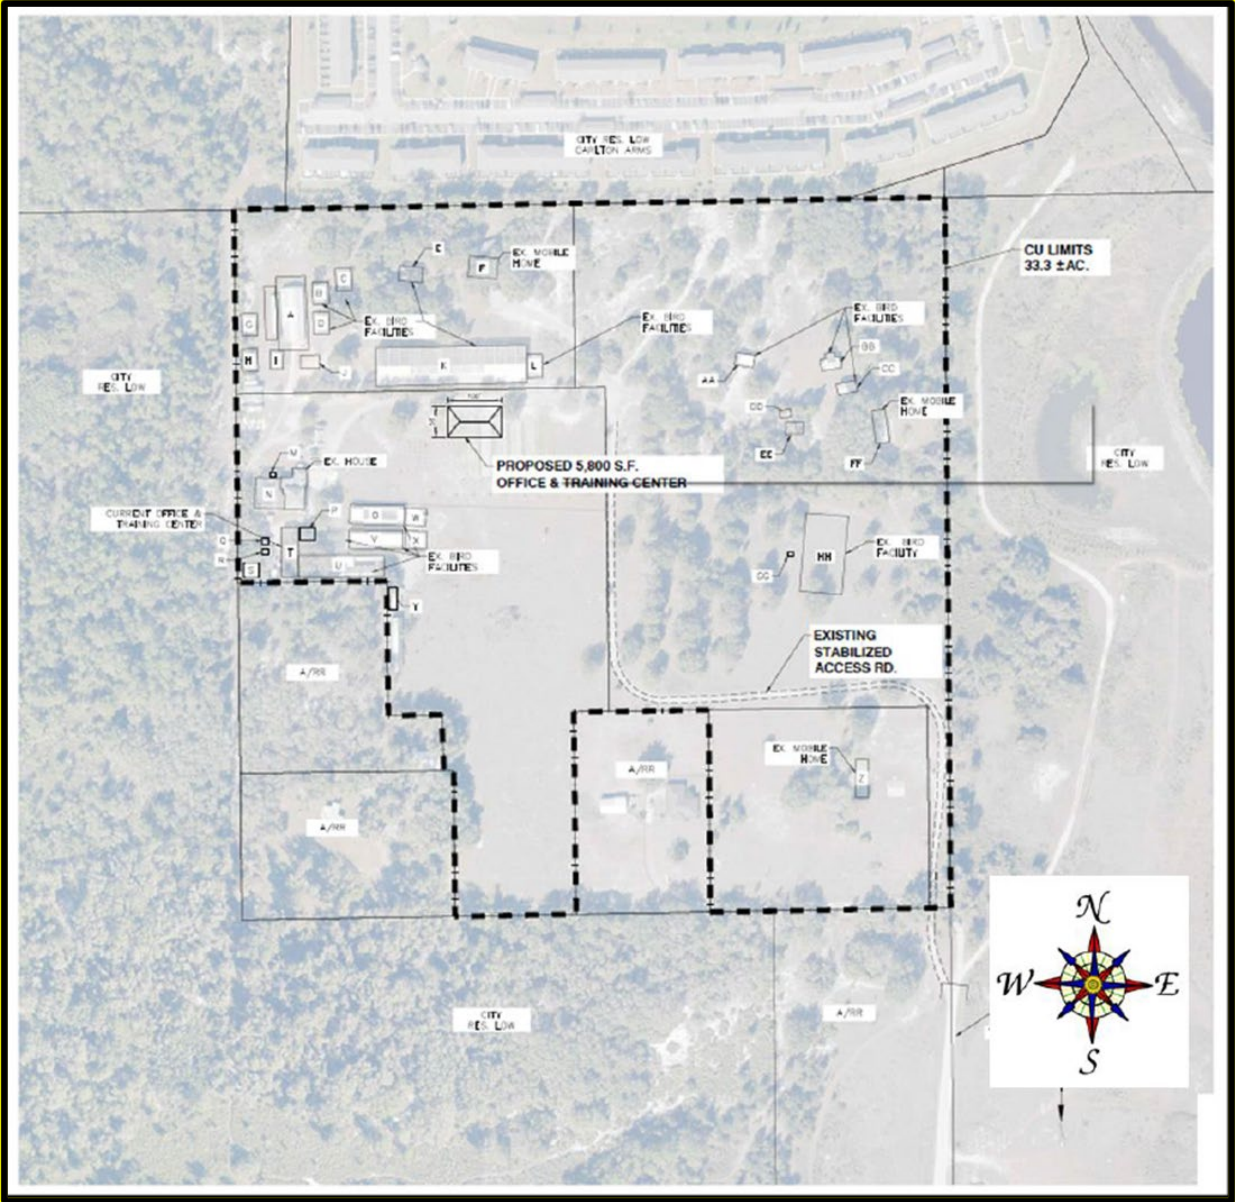 CITY RES. LOW
CARLTON ARMS
CU LIMITS
33.3 ±AC.
E
EX. MOBILE
HOME
F
C
B
A
D
G
EX. BIRD
FACILITIES
EX. BIRD
FACILITIES
EX. BIRD
FACILITIES
H
I
J
K
L
BB
AA
CC
CITY
RES. LOW
100'
EX. MOBILE
HOME
DD
EE
FF
M
EX. HOUSE
N
PROPOSED 5,800 S.F.
OFFICE & TRAINING CENTER
CITY
RES. LOW
CURRENT OFFICE &
TRAINING CENTER
P
O
W
Q
T
V
X
S
U
EX. BIRD
FACILITIES
EX. BIRD
FACILITY
HH
GG
Y
EXISTING
STABILIZED
ACCESS RD.
A/RR
A/RR
EX. MOBILE
HOME
Z
A/RR
CITY
RES. LOW
A/RR
N
W
E
S